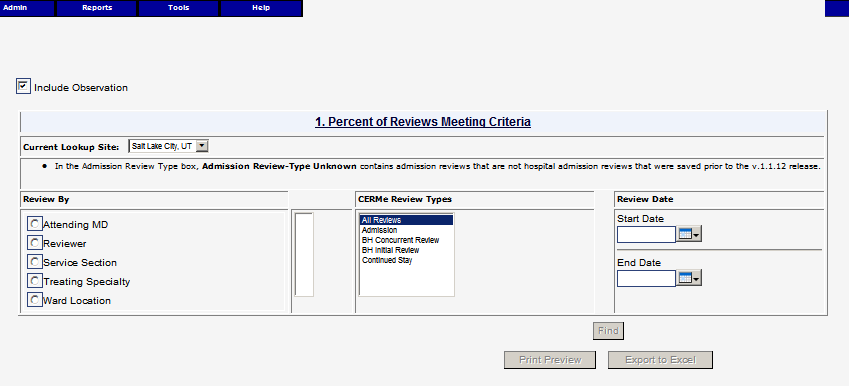 Admin Reports Tools Help
Include Observation
1. Percent of Reviews Meeting Criteria
Current Lookup Site: Salt Lake City, UT
• In the Admission Review Type box, Admission Review-Type Unknown contains admission reviews that are not hospital admission reviews that were saved prior to the v.1.1.12 release.
Review By CERMe Review Types Review Date
Attending MD
Reviewer
Service Section
Treating Specialty
Ward Location
All Reviews
Admission
BH Concurrent Review
BH Initial Review
Continued Stay
Start Date
End Date
Find
Print Preview Export to Excel